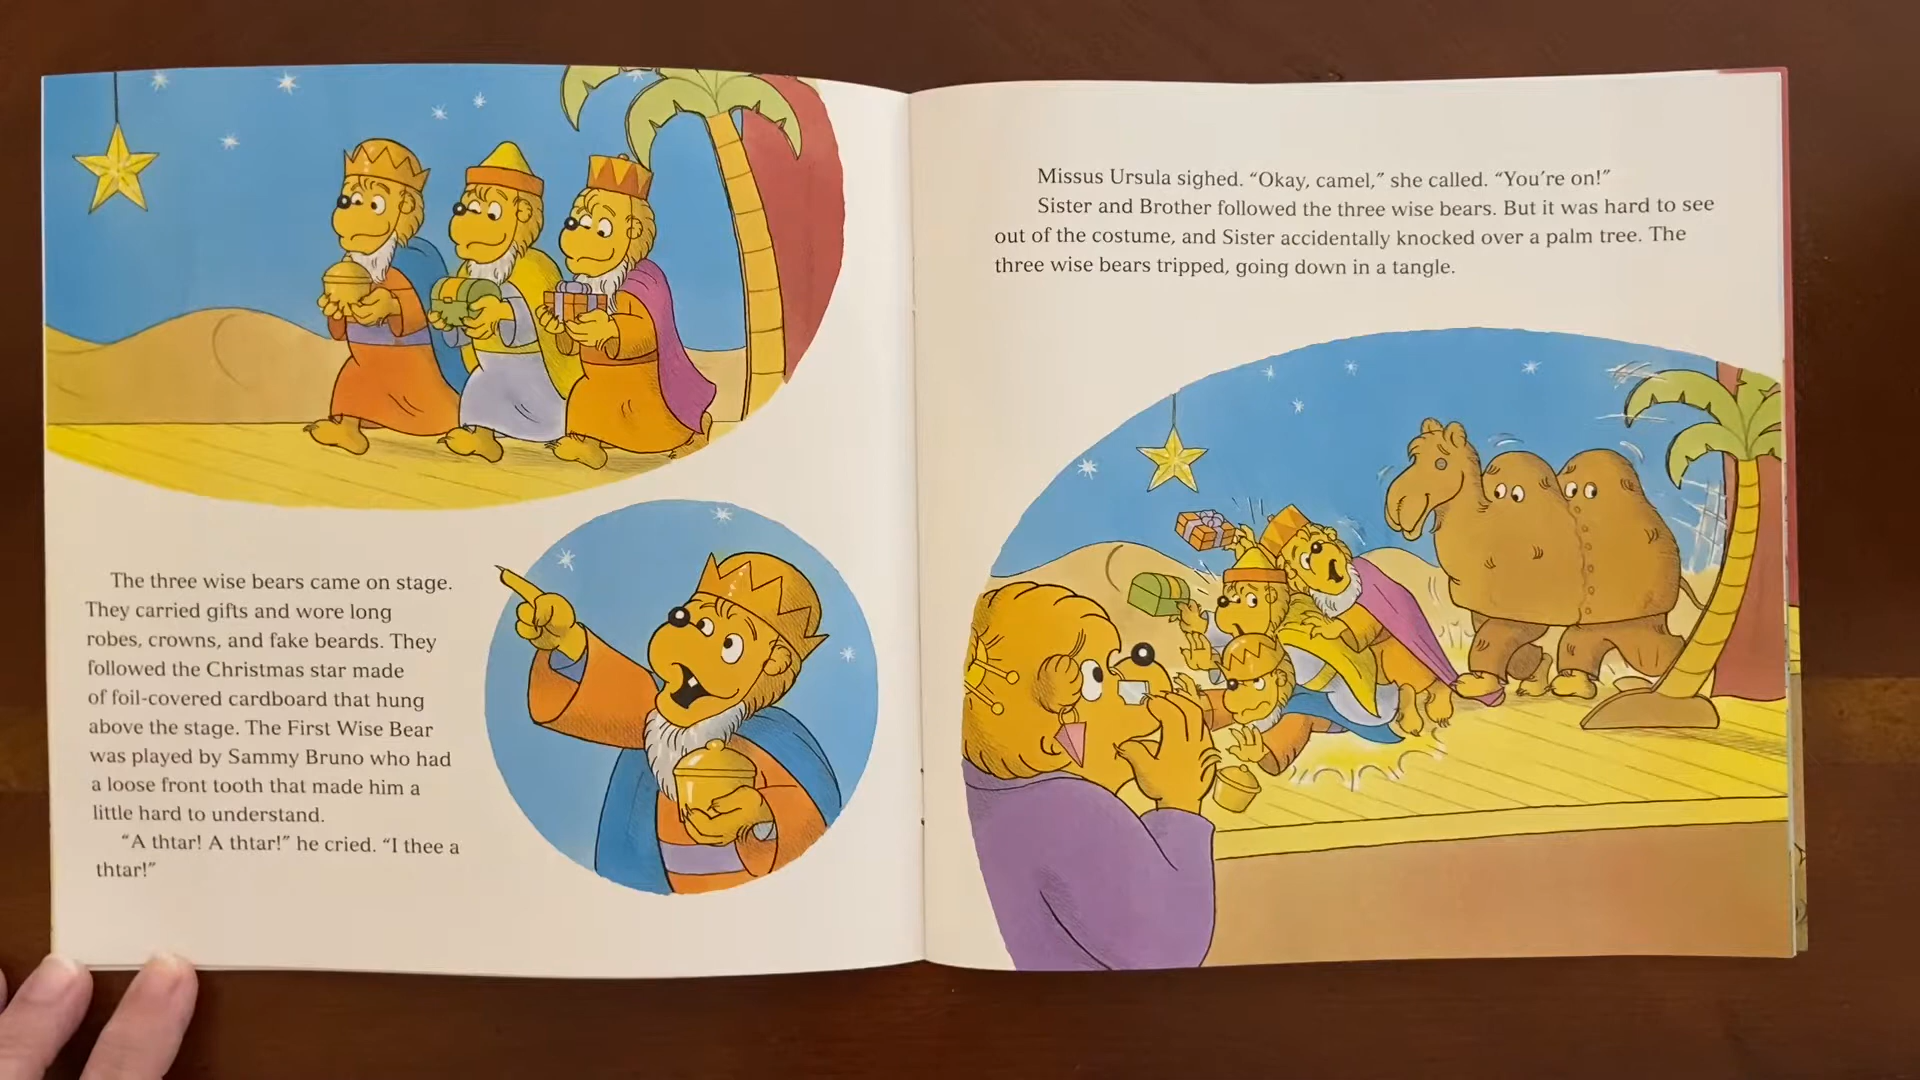 The three wise bears came on stage.
They carried gifts and wore long
robes, crowns, and fake beards. They
followed the Christmas star made
of foil-covered cardboard that hung
above the stage. The First Wise Bear
was played by Sammy Bruno who had
a loose front tooth that made him a
little hard to understand.
“A thtar! A thtar!” he cried. “I thee a
thtar!”
Missus Ursula sighed. “Okay, camel,” she called. “You’re on!”
Sister and Brother followed the three wise bears. But it was hard to see
out of the costume, and Sister accidentally knocked over a palm tree. The
three wise bears tripped, going down in a tangle.